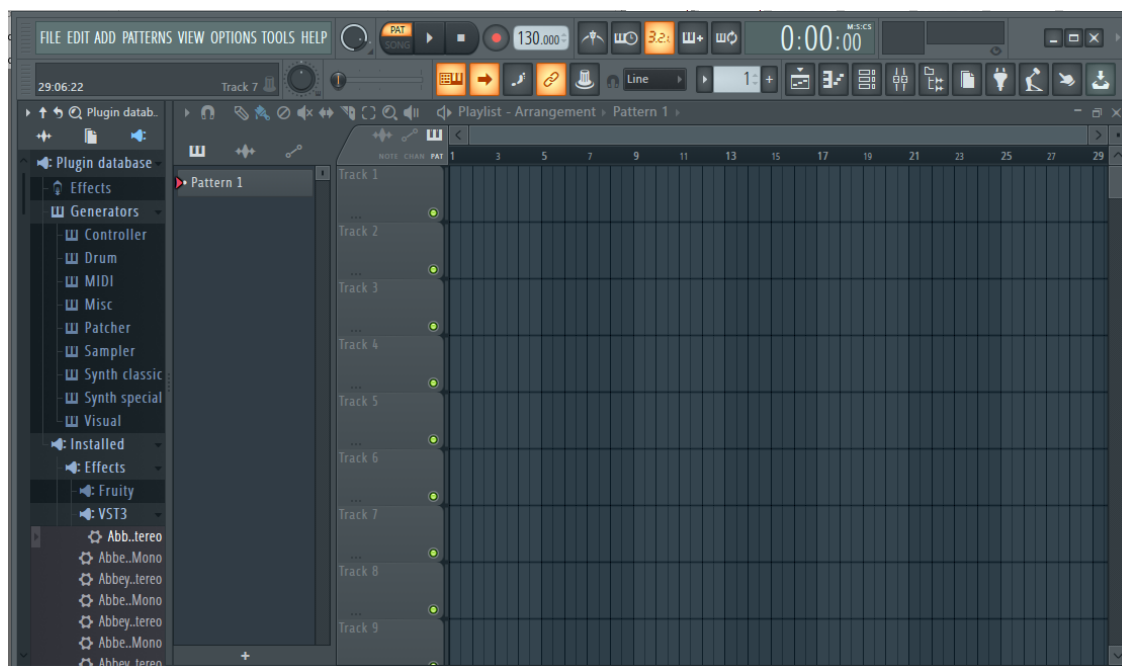 FILE EDIT ADD PATTERNS VIEW OPTIONS TOOLS HELP
PAT
SONG
130.000
3.2.1
M:S:CS
0:00:00
29:06:22
Track 7
Line
1
Plugin datab..
Playlist - Arrangement › Pattern 1 ›
NOTE CHAN PAT
1 3 5 7 9 11 13 15 17 19 21 23 25 27 29
Plugin database
Effects
Generators
Controller
Drum
MIDI
Misc
Patcher
Sampler
Synth classic
Synth special
Visual
Installed
Effects
Fruity
VST3
Abb..tereo
Abbe..Mono
Abbey..tereo
Abbe..Mono
Abbey..tereo
Abbe..Mono
Abbey..tereo
Pattern 1
+
Track 1
Track 2
Track 3
Track 4
Track 5
Track 6
Track 7
Track 8
Track 9